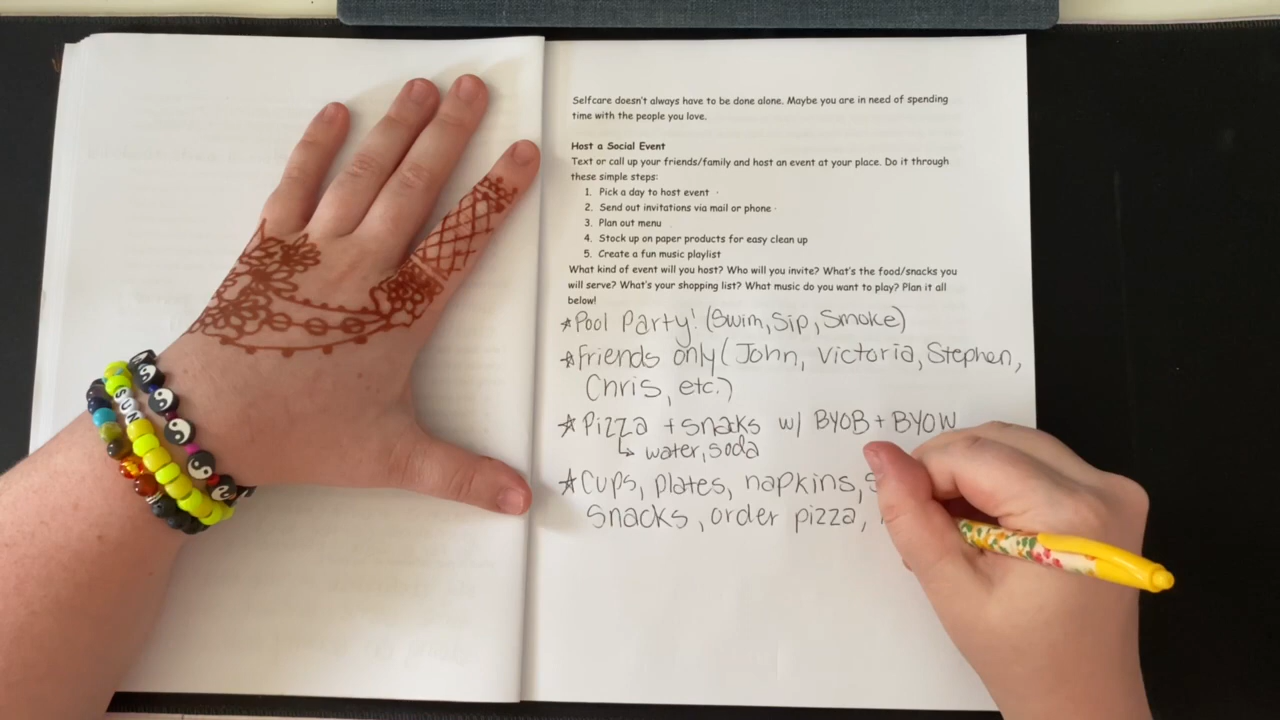 Selfcare doesn't always have to be done alone. Maybe you are in need of spending
time with the people you love.
Host a Social Event
Text or call up your friends/family and host an event at your place. Do it through
these simple steps:
1. Pick a day to host event
2. Send out invitations via mail or phone
3. Plan out menu
4. Stock up on paper products for easy clean up
5. Create a fun music playlist
What kind of event will you host? Who will you invite? What's the food/snacks you
will serve? What's your shopping list? What music do you want to play? Plan it all
below!
☆Pool Party! (Swim, Sip, Smoke)
☆Friends only (John, Victoria, Stephen,
Chris, etc.)
☆ Pizza + snacks w/ BYOB + BYOW
↳ water, soda
☆Cups, plates, napkins,
Snacks, order pizza,
SUN